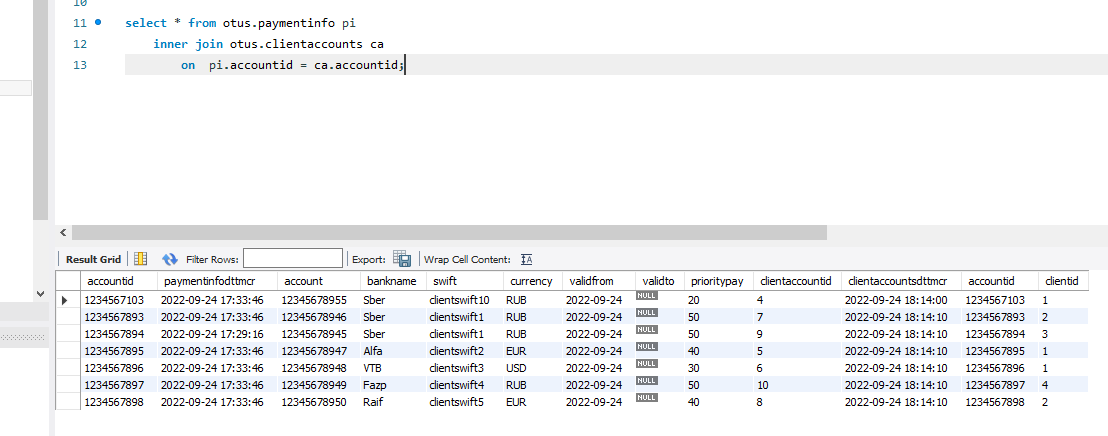 10
11 select * from otus.paymentinfo pi
12 inner join otus.clientaccounts ca
13 on pi.accountid = ca.accountid;
Result Grid Filter Rows: Export: Wrap Cell Content: IA
accountid paymentinfodttmcr account bankname swift currency validfrom validto prioritypay clientaccountid clientaccountsdttmcr accountid clientid
1234567103 2022-09-24 17:33:46 12345678955 Sber clientswift10 RUB 2022-09-24 NULL 20 4 2022-09-24 18:14:00 1234567103 1
1234567893 2022-09-24 17:33:46 12345678946 Sber clientswift1 RUB 2022-09-24 NULL 50 7 2022-09-24 18:14:10 1234567893 2
1234567894 2022-09-24 17:29:16 12345678945 Sber clientswift1 RUB 2022-09-24 NULL 50 9 2022-09-24 18:14:10 1234567894 3
1234567895 2022-09-24 17:33:46 12345678947 Alfa clientswift2 EUR 2022-09-24 NULL 40 5 2022-09-24 18:14:10 1234567895 1
1234567896 2022-09-24 17:33:46 12345678948 VTB clientswift3 USD 2022-09-24 NULL 30 6 2022-09-24 18:14:10 1234567896 1
1234567897 2022-09-24 17:33:46 12345678949 Fazp clientswift4 RUB 2022-09-24 NULL 50 10 2022-09-24 18:14:10 1234567897 4
1234567898 2022-09-24 17:33:46 12345678950 Raif clientswift5 EUR 2022-09-24 NULL 40 8 2022-09-24 18:14:10 1234567898 2